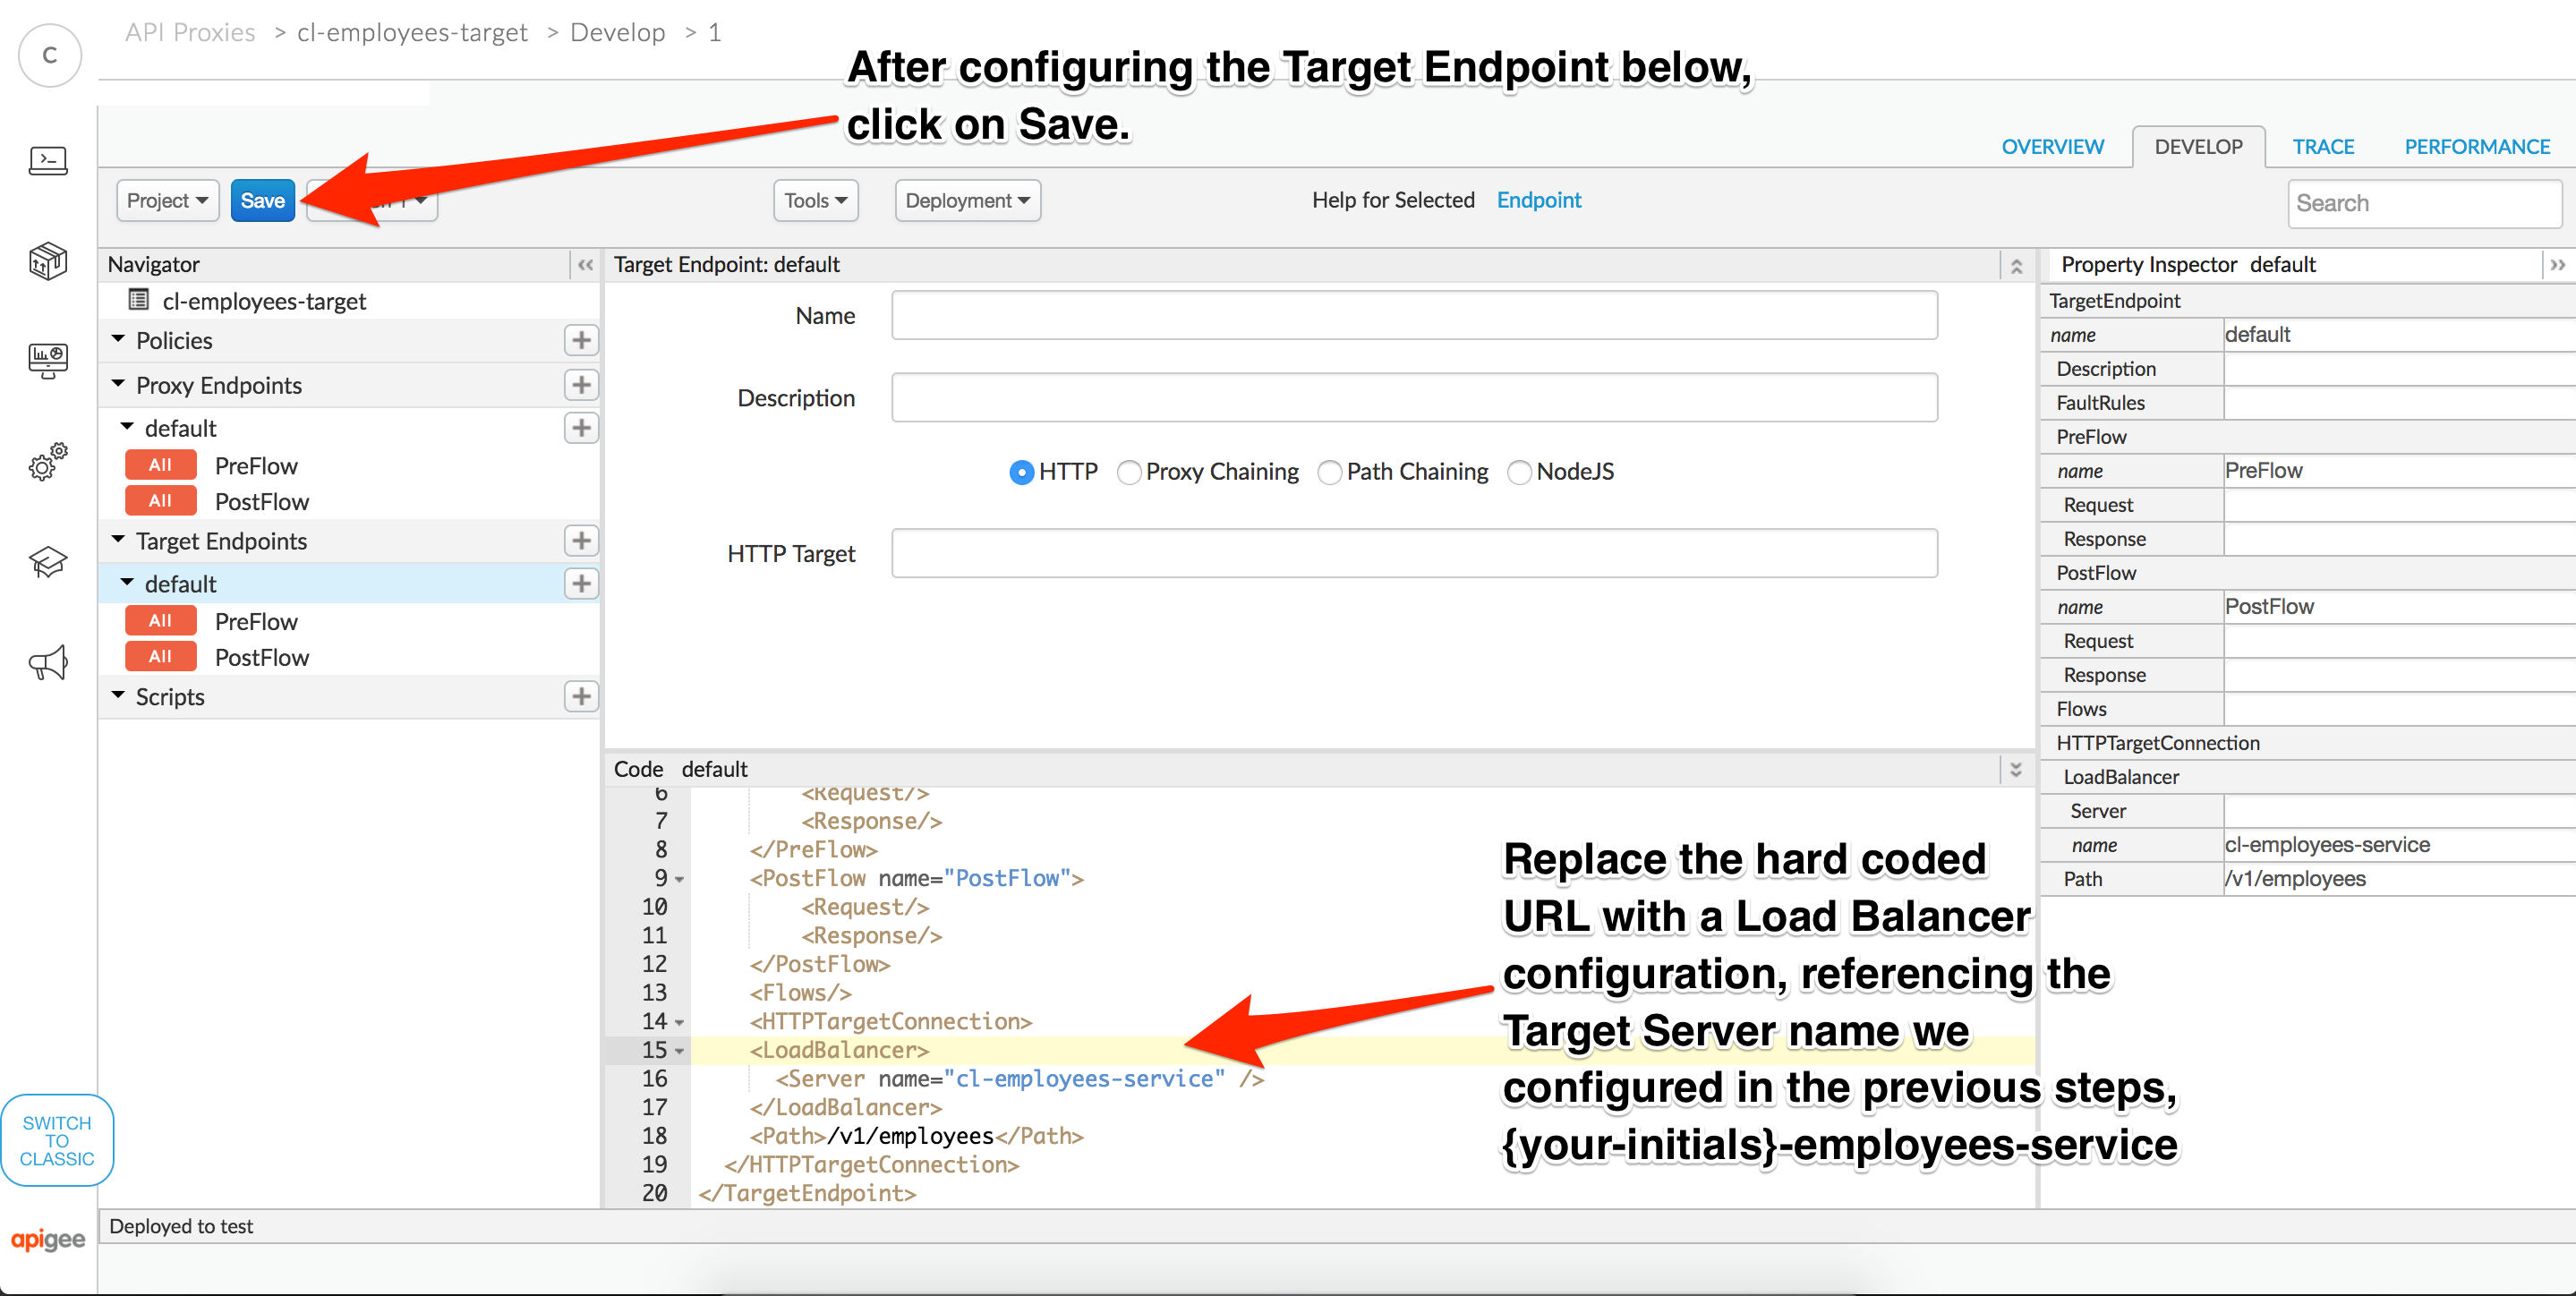 C
API Proxies > cl-employees-target > Develop > 1
After configuring the Target Endpoint below,
click on Save.
OVERVIEW
DEVELOP
TRACE
PERFORMANCE
Project
Save
Tools
Deployment
Help for Selected Endpoint
Search
Navigator
cl-employees-target
Policies
Proxy Endpoints
default
All PreFlow
All PostFlow
Target Endpoints
default
All PreFlow
All PostFlow
Scripts
Target Endpoint: default
Name
Description
HTTP Proxy Chaining Path Chaining NodeJS
HTTP Target
Code default
6 <Request/>
7 <Response/>
8 </PreFlow>
9 <PostFlow name="PostFlow">
10 <Request/>
11 <Response/>
12 </PostFlow>
13 <Flows/>
14 <HTTPTargetConnection>
15 <LoadBalancer>
16 <Server name="cl-employees-service" />
17 </LoadBalancer>
18 <Path>/v1/employees</Path>
19 </HTTPTargetConnection>
20 </TargetEndpoint>
Replace the hard coded
URL with a Load Balancer
configuration, referencing the
Target Server name we
configured in the previous steps,
{your-initials}-employees-service
Property Inspector default
TargetEndpoint
name default
Description
FaultRules
PreFlow
name PreFlow
Request
Response
PostFlow
name PostFlow
Request
Response
Flows
HTTPTargetConnection
LoadBalancer
Server
name cl-employees-service
Path /v1/employees
SWITCH
TO
CLASSIC
apigee
Deployed to test